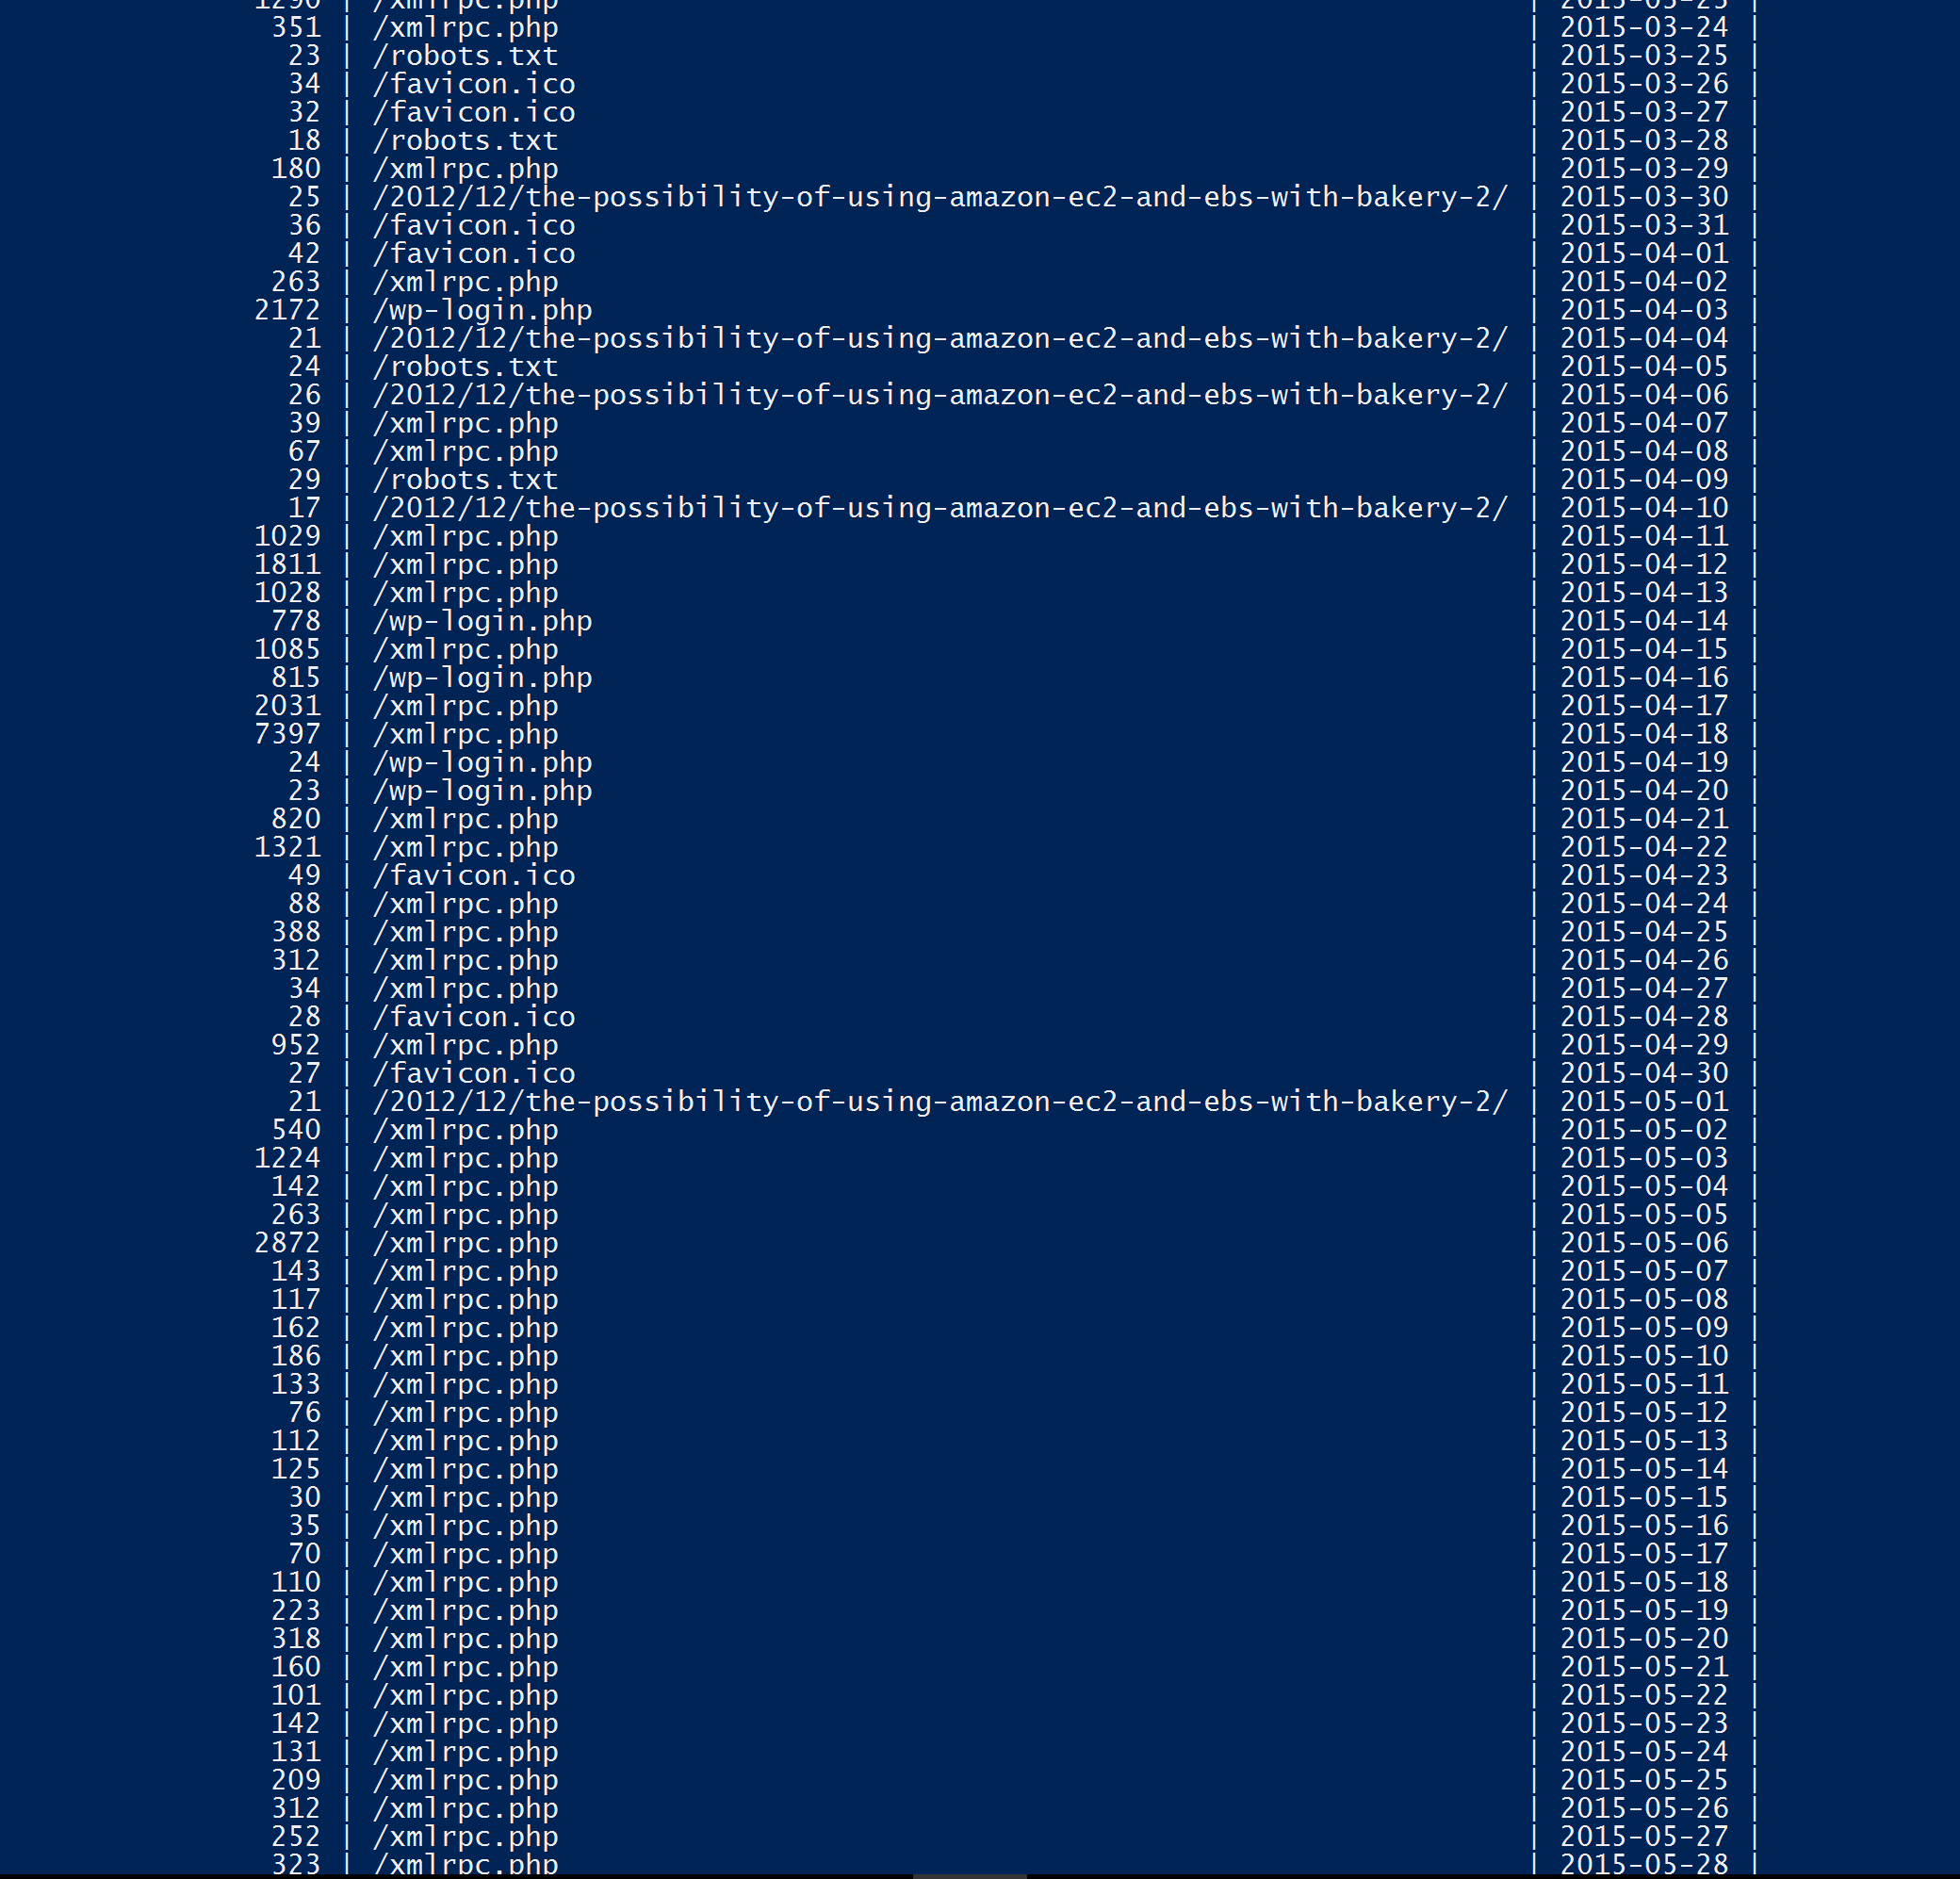 1290 | /xmlrpc.php | 2015-03-23 |
351 | /xmlrpc.php | 2015-03-24 |
23 | /robots.txt | 2015-03-25 |
34 | /favicon.ico | 2015-03-26 |
32 | /favicon.ico | 2015-03-27 |
18 | /robots.txt | 2015-03-28 |
180 | /xmlrpc.php | 2015-03-29 |
25 | /2012/12/the-possibility-of-using-amazon-ec2-and-ebs-with-bakery-2/ | 2015-03-30 |
36 | /favicon.ico | 2015-03-31 |
42 | /favicon.ico | 2015-04-01 |
263 | /xmlrpc.php | 2015-04-02 |
2172 | /wp-login.php | 2015-04-03 |
21 | /2012/12/the-possibility-of-using-amazon-ec2-and-ebs-with-bakery-2/ | 2015-04-04 |
24 | /robots.txt | 2015-04-05 |
26 | /2012/12/the-possibility-of-using-amazon-ec2-and-ebs-with-bakery-2/ | 2015-04-06 |
39 | /xmlrpc.php | 2015-04-07 |
67 | /xmlrpc.php | 2015-04-08 |
29 | /robots.txt | 2015-04-09 |
17 | /2012/12/the-possibility-of-using-amazon-ec2-and-ebs-with-bakery-2/ | 2015-04-10 |
1029 | /xmlrpc.php | 2015-04-11 |
1811 | /xmlrpc.php | 2015-04-12 |
1028 | /xmlrpc.php | 2015-04-13 |
778 | /wp-login.php | 2015-04-14 |
1085 | /xmlrpc.php | 2015-04-15 |
815 | /wp-login.php | 2015-04-16 |
2031 | /xmlrpc.php | 2015-04-17 |
7397 | /xmlrpc.php | 2015-04-18 |
24 | /wp-login.php | 2015-04-19 |
23 | /wp-login.php | 2015-04-20 |
820 | /xmlrpc.php | 2015-04-21 |
1321 | /xmlrpc.php | 2015-04-22 |
49 | /favicon.ico | 2015-04-23 |
88 | /xmlrpc.php | 2015-04-24 |
388 | /xmlrpc.php | 2015-04-25 |
312 | /xmlrpc.php | 2015-04-26 |
34 | /xmlrpc.php | 2015-04-27 |
28 | /favicon.ico | 2015-04-28 |
952 | /xmlrpc.php | 2015-04-29 |
27 | /favicon.ico | 2015-04-30 |
21 | /2012/12/the-possibility-of-using-amazon-ec2-and-ebs-with-bakery-2/ | 2015-05-01 |
540 | /xmlrpc.php | 2015-05-02 |
1224 | /xmlrpc.php | 2015-05-03 |
142 | /xmlrpc.php | 2015-05-04 |
263 | /xmlrpc.php | 2015-05-05 |
2872 | /xmlrpc.php | 2015-05-06 |
143 | /xmlrpc.php | 2015-05-07 |
117 | /xmlrpc.php | 2015-05-08 |
162 | /xmlrpc.php | 2015-05-09 |
186 | /xmlrpc.php | 2015-05-10 |
133 | /xmlrpc.php | 2015-05-11 |
76 | /xmlrpc.php | 2015-05-12 |
112 | /xmlrpc.php | 2015-05-13 |
125 | /xmlrpc.php | 2015-05-14 |
30 | /xmlrpc.php | 2015-05-15 |
35 | /xmlrpc.php | 2015-05-16 |
70 | /xmlrpc.php | 2015-05-17 |
110 | /xmlrpc.php | 2015-05-18 |
223 | /xmlrpc.php | 2015-05-19 |
318 | /xmlrpc.php | 2015-05-20 |
160 | /xmlrpc.php | 2015-05-21 |
101 | /xmlrpc.php | 2015-05-22 |
142 | /xmlrpc.php | 2015-05-23 |
131 | /xmlrpc.php | 2015-05-24 |
209 | /xmlrpc.php | 2015-05-25 |
312 | /xmlrpc.php | 2015-05-26 |
252 | /xmlrpc.php | 2015-05-27 |
323 | /xmlrpc.php | 2015-05-28 |